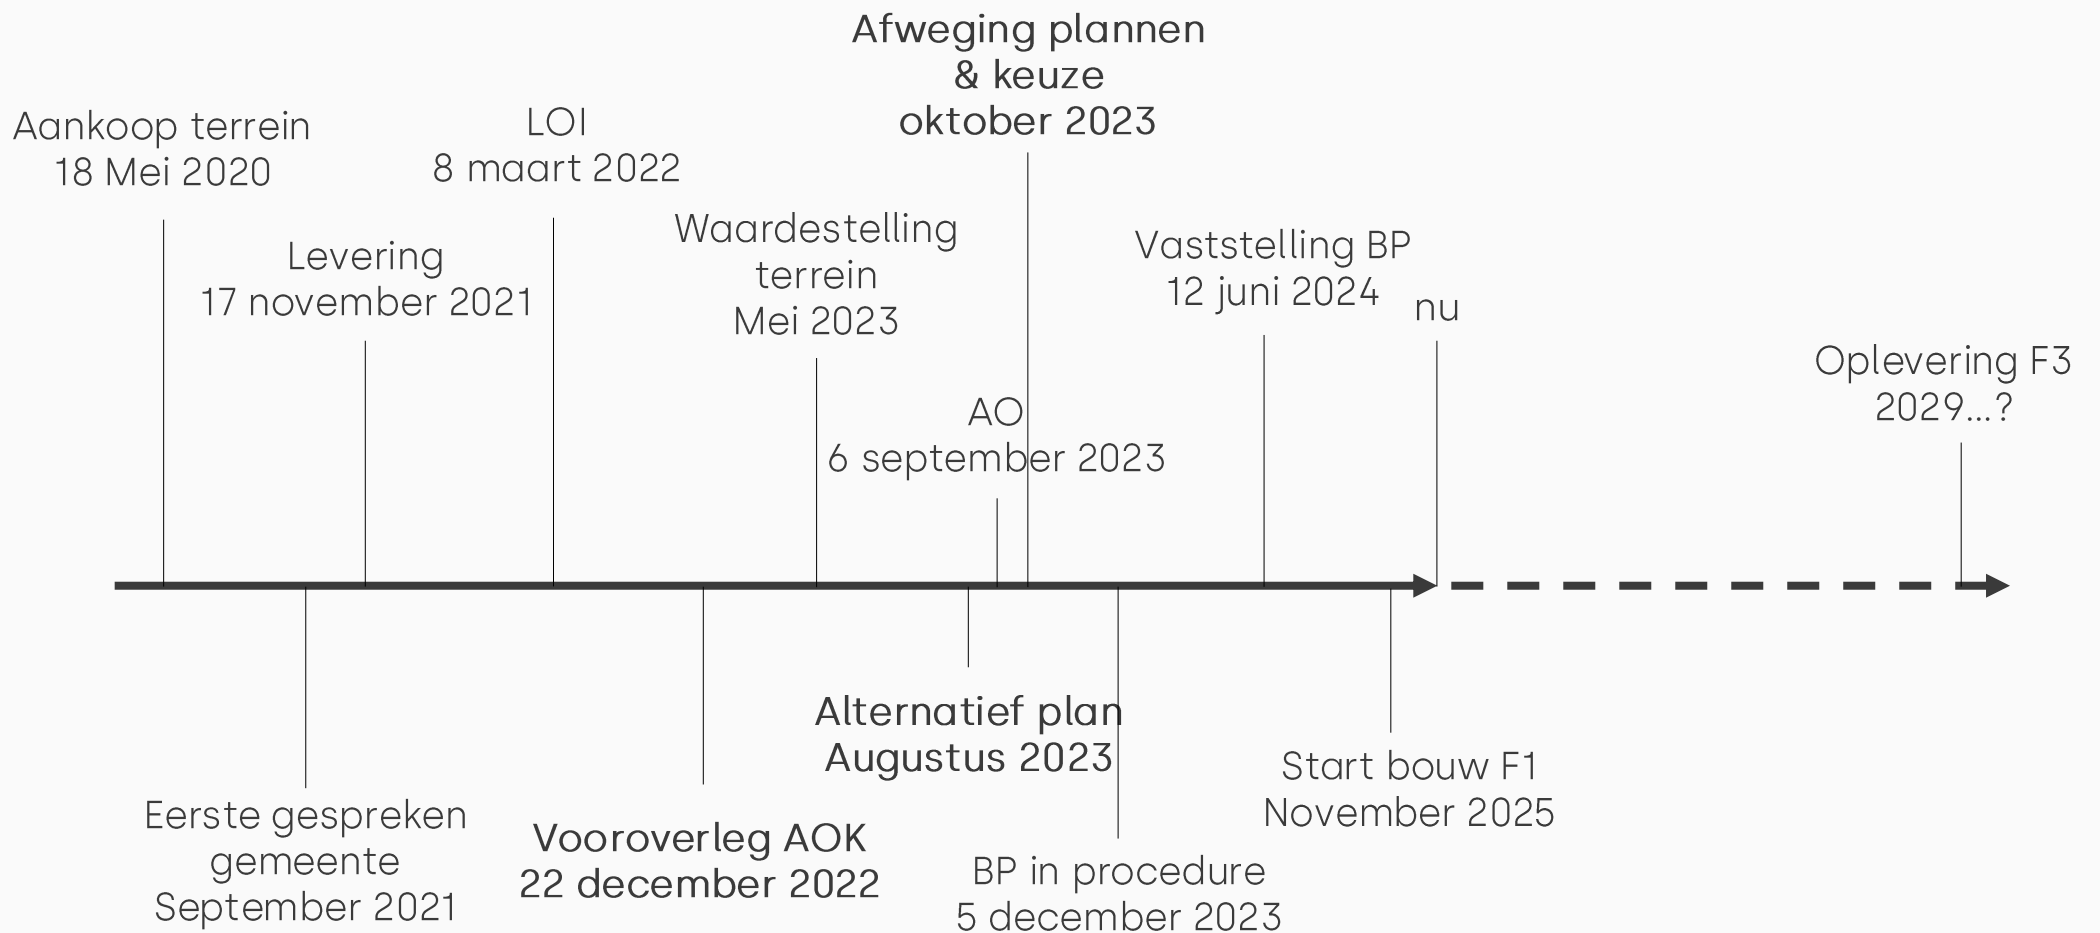 Afweging plannen
& keuze
oktober 2023
Aankoop terrein
18 Mei 2020
LOI
8 maart 2022
Levering
17 november 2021
Waardestelling
terrein
Mei 2023
Vaststelling BP
12 juni 2024
nu
Oplevering F3
2029...?
AO
6 september 2023
Alternatief plan
Augustus 2023
Start bouw F1
November 2025
Eerste gespreken
gemeente
September 2021
Vooroverleg AOK
22 december 2022
BP in procedure
5 december 2023